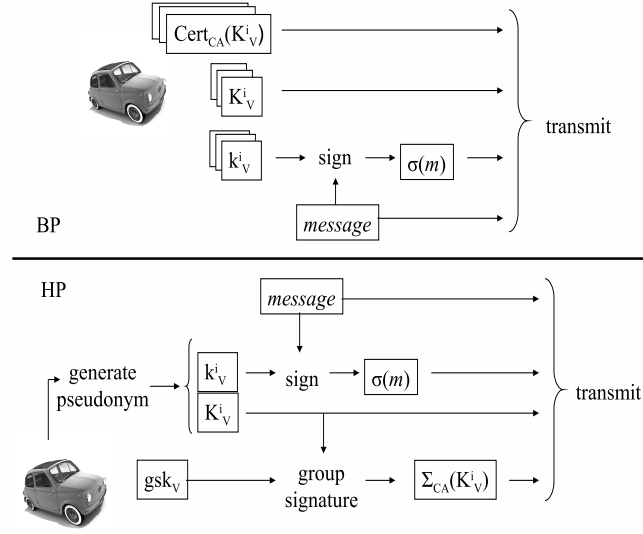 Cert_CA(K^i_V)
K^i_V
transmit
k^i_V
sign
σ(m)
message
BP
HP
message
generate
pseudonym
k^i_V
sign
σ(m)
transmit
K^i_V
gsk_V
group
signature
Σ_CA(K^i_V)